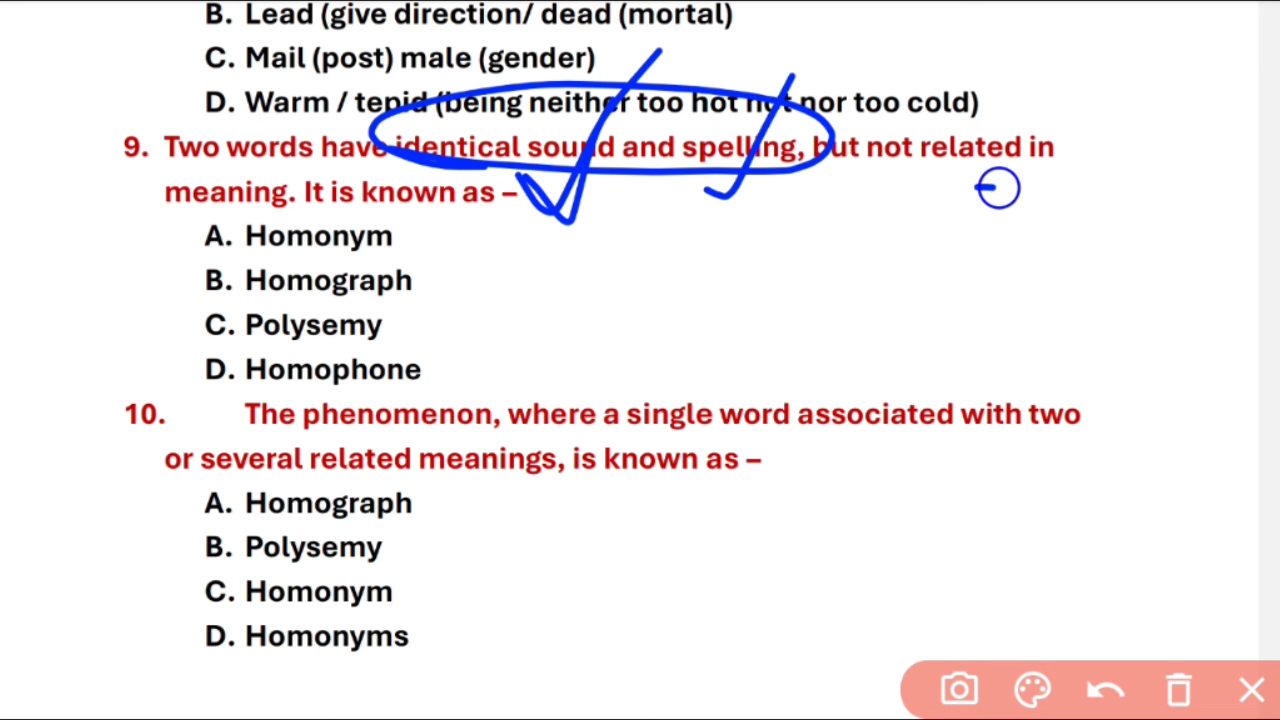 B. Lead (give direction/ dead (mortal)
C. Mail (post) male (gender)
D. Warm / tepid (being neither too hot not nor too cold)
9. Two words have identical sound and spelling, but not related in
meaning. It is known as –
A. Homonym
B. Homograph
C. Polysemy
D. Homophone
10. The phenomenon, where a single word associated with two
or several related meanings, is known as –
A. Homograph
B. Polysemy
C. Homonym
D. Homonyms